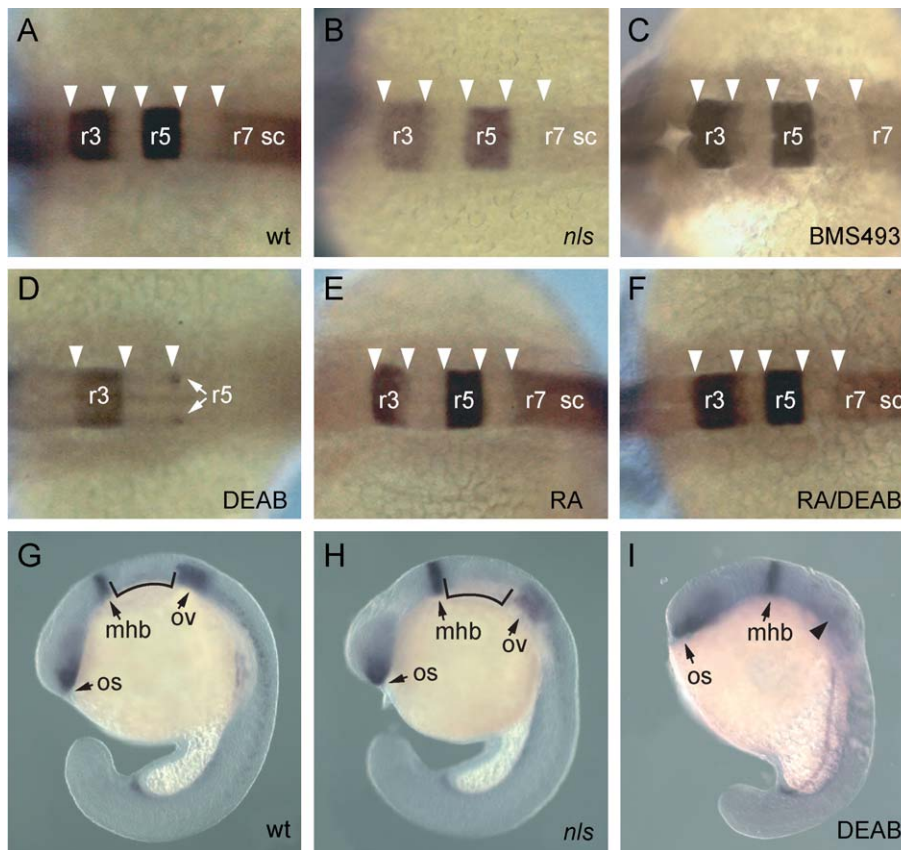 A
r3
r5
r7 sc
wt
B
r3
r5
r7 sc
nls
C
r3
r5
r7
BMS493
D
r3
r5
DEAB
E
r3
r5
r7 sc
RA
F
r3
r5
r7 sc
RA/DEAB
G
mhb
ov
os
wt
H
mhb
ov
os
nls
I
mhb
os
DEAB